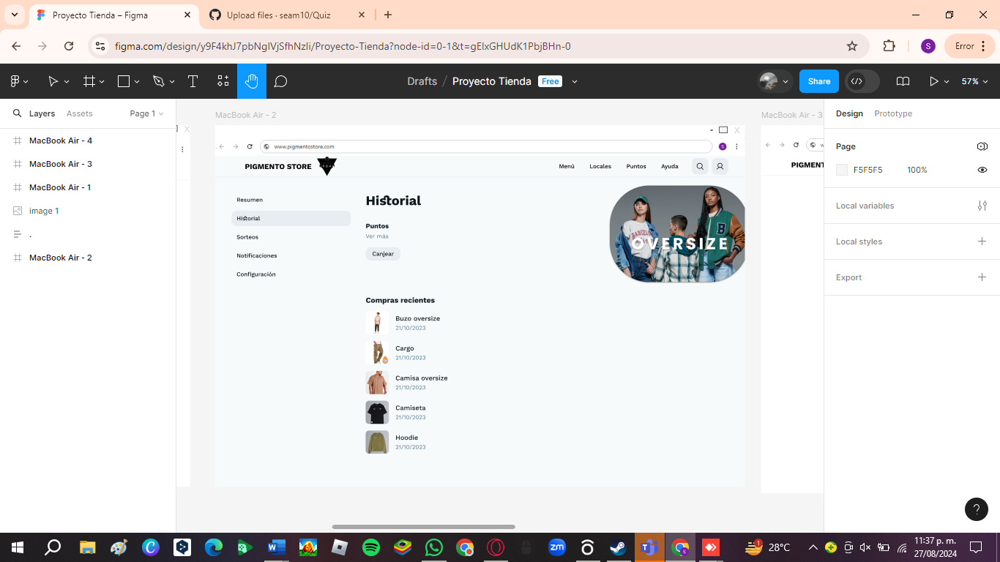 Proyecto Tienda – Figma
Upload files · seam10/Quiz
figma.com/design/y9F4khJ7pbNgIVjSfhNzli/Proyecto-Tienda?node-id=0-1&t=gEIxGHUdK1PbjBHn-0
S
Error
Drafts / Proyecto Tienda Free
Share
57%
Layers Assets Page 1
MacBook Air - 4
MacBook Air - 3
MacBook Air - 1
image 1
.
MacBook Air - 2
MacBook Air - 2
MacBook Air - 3
X
X
www.pigmentostore.com
S
PIGMENTO STORE
Menú Locales Puntos Ayuda
PIGMENT
Resumen
Historial
Sorteos
Notificaciones
Configuración
Historial
Puntos
Ver más
Canjear
OVERSIZE
B
Compras recientes
Buzo oversize
21/10/2023
Cargo
21/10/2023
Camisa oversize
21/10/2023
Camiseta
21/10/2023
Hoodie
21/10/2023
Design Prototype
Page
F5F5F5 100%
Local variables
Local styles
Export
?
zm
1
28°C
11:37 p. m.
27/08/2024